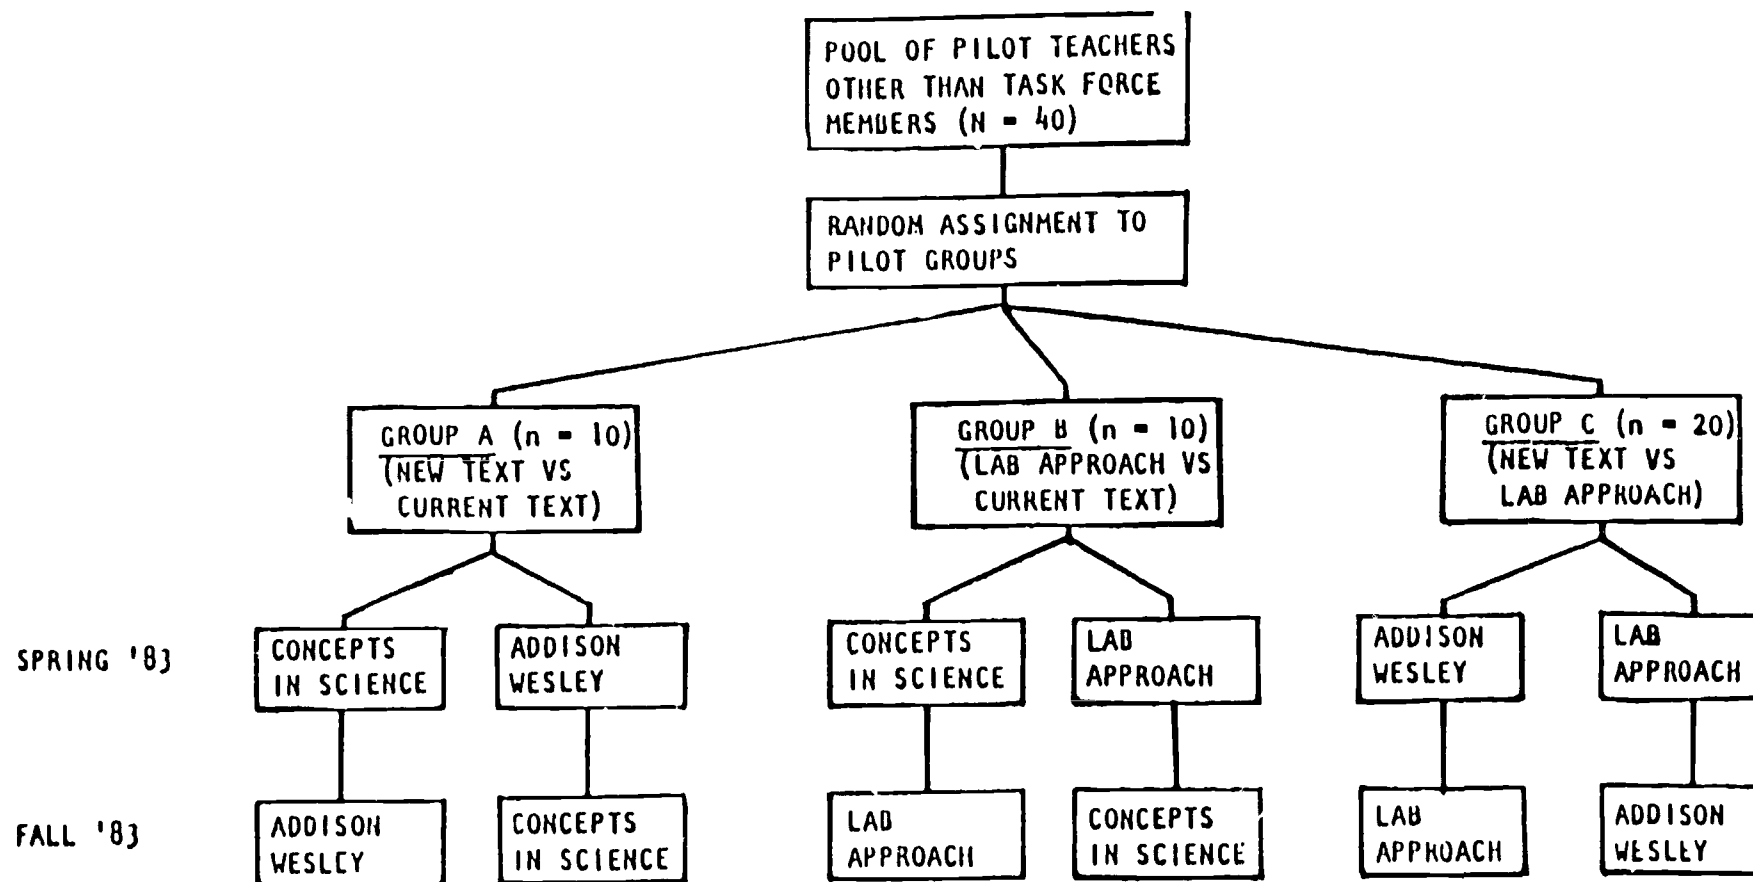 POOL OF PILOT TEACHERS
OTHER THAN TASK FORCE
MEMBERS (N = 40)
RANDOM ASSIGNMENT TO
PILOT GROUPS
GROUP A (n = 10)
(NEW TEXT VS
CURRENT TEXT)
GROUP B (n = 10)
(LAB APPROACH VS
CURRENT TEXT)
GROUP C (n = 20)
(NEW TEXT VS
LAB APPROACH)
SPRING '83
CONCEPTS
IN SCIENCE
ADDISON
WESLEY
CONCEPTS
IN SCIENCE
LAB
APPROACH
ADDISON
WESLEY
LAB
APPROACH
FALL '83
ADDISON
WESLEY
CONCEPTS
IN SCIENCE
LAB
APPROACH
CONCEPTS
IN SCIENCE
LAB
APPROACH
ADDISON
WESLEY